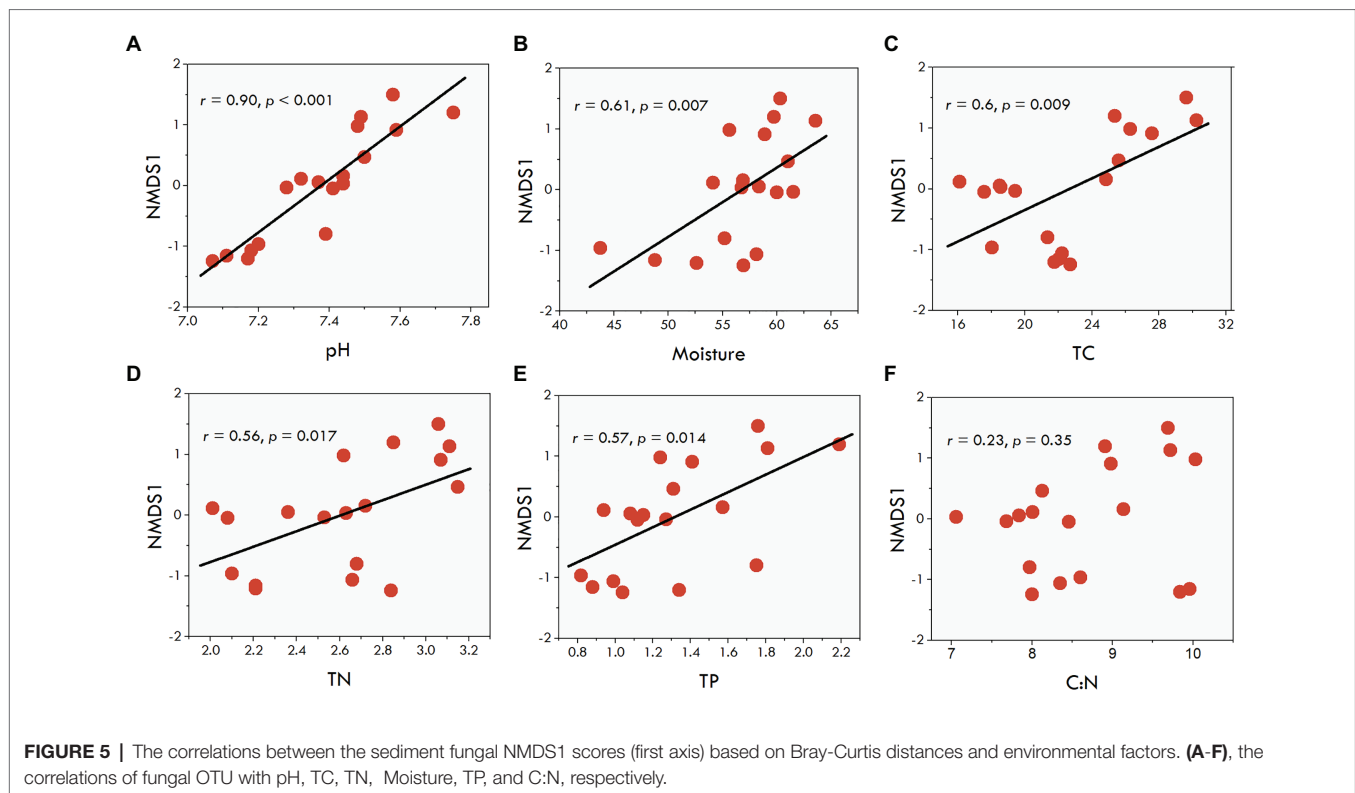 A
B
C
2
1
0
-1
-2
NMDS1
r = 0.90, p < 0.001
7.0
7.2
7.4
7.6
7.8
pH
2
1
0
-1
-2
NMDS1
r = 0.61, p = 0.007
40
45
50
55
60
65
Moisture
2
1
0
-1
-2
NMDS1
r = 0.6, p = 0.009
16
20
24
28
32
TC
D
E
F
2
1
0
-1
-2
NMDS1
r = 0.56, p = 0.017
2.0
2.2
2.4
2.6
2.8
3.0
3.2
TN
2
1
0
-1
-2
NMDS1
r = 0.57, p = 0.014
0.8
1.0
1.2
1.4
1.6
1.8
2.0
2.2
TP
2
1
0
-1
-2
NMDS1
r = 0.23, p = 0.35
7
8
9
10
C:N
FIGURE 5 | The correlations between the sediment fungal NMDS1 scores (first axis) based on Bray-Curtis distances and environmental factors. (A-F), the
correlations of fungal OTU with pH, TC, TN, Moisture, TP, and C:N, respectively.